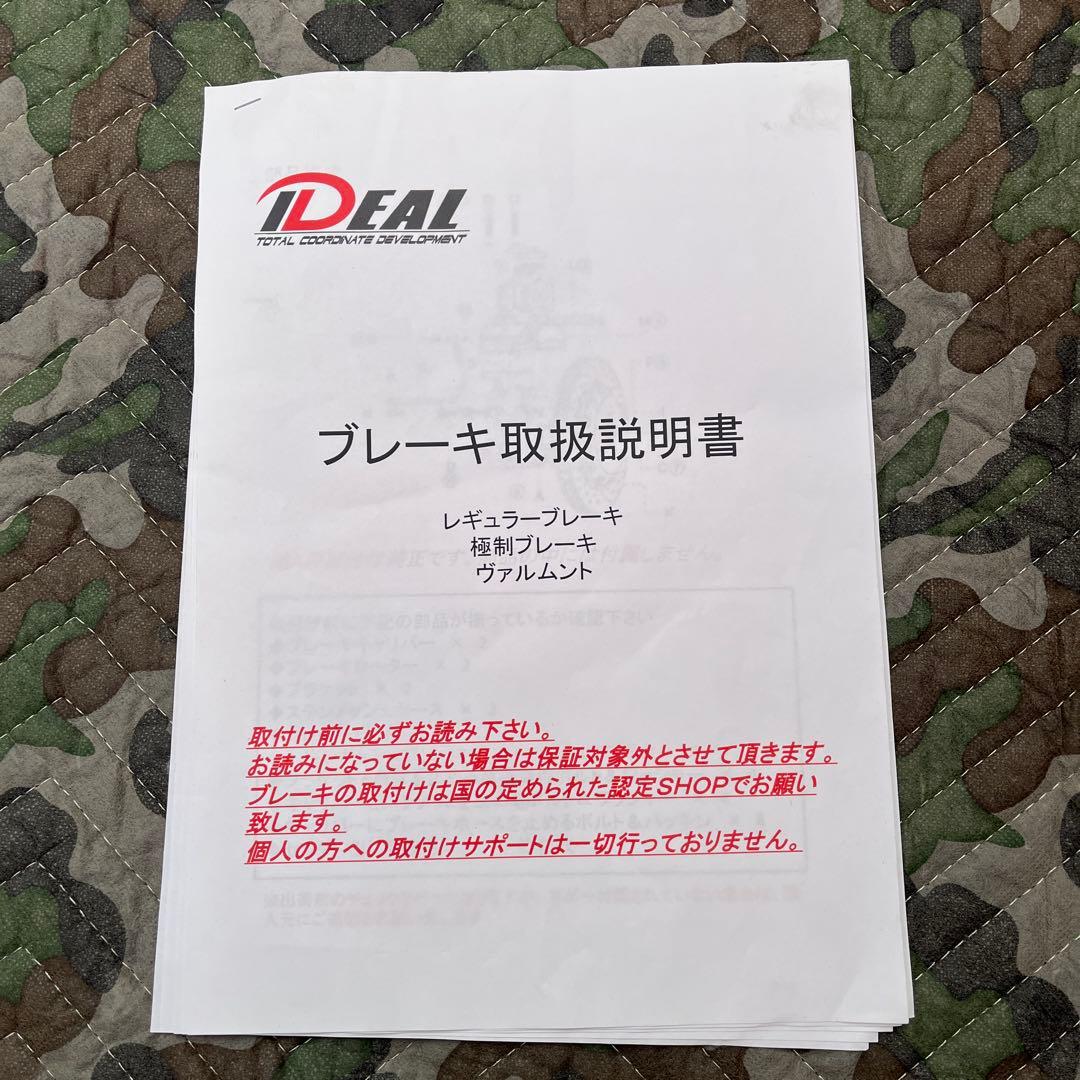 IDEAL
TOTAL COORDINATE DEVELOPMENT
ブレーキ取扱説明書
レギュラーブレーキ
極制ブレーキ
ヴァルムント
取付け前に必ずお読み下さい。
お読みになっていない場合は保証対象外とさせて頂きます。
ブレーキの取付けは国の定められた認定SHOPでお願い
致します。
個人の方への取付けサポートは一切行っておりません。